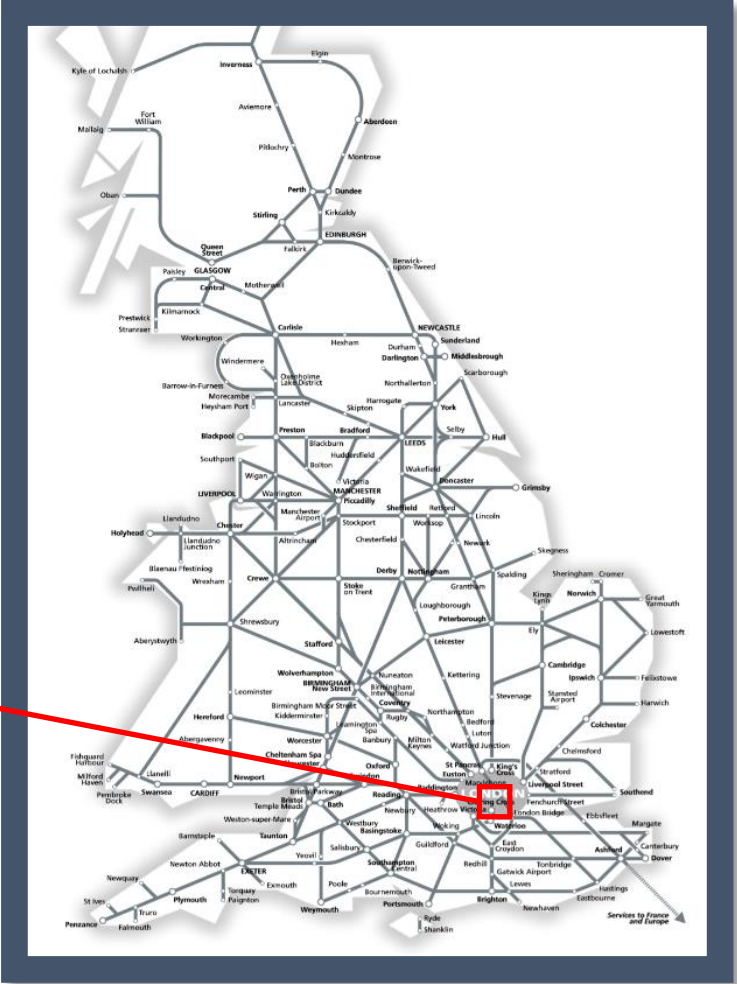 Elgin
Inverness
Kyle of Lochalsh
Aviemore
Fort
William
Aberdeen
Mallaig
Pitlochry
Montrose
Perth
Dundee
Oban
Stirling
Kirkcaldy
EDINBURGH
Queen
Street
Falkirk
Berwick-
upon-Tweed
Paisley
GLASGOW
Central
Motherwell
Kilmarnock
Prestwick
Stranraer
Carlisle
NEWCASTLE
Workington
Hexham
Sunderland
Durham
Darlington
Middlesbrough
Windermere
Scarborough
Oxenholme
Lake District
Northallerton
Barrow-in-Furness
Morecambe
Heysham Port
Lancaster
Harrogate
Skipton
York
Blackpool
Preston
Bradford
Selby
LEEDS
Hull
Blackburn
Huddersfield
Southport
Bolton
Wakefield
Wigan
Victoria
Doncaster
Grimsby
LIVERPOOL
Warrington
MANCHESTER
Piccadilly
Manchester
Airport
Sheffield
Retford
Lincoln
Llandudno
Chester
Stockport
Worksop
Holyhead
Llandudno
Junction
Altrincham
Chesterfield
Newark
Skegness
Blaenau Ffestiniog
Derby
Nottingham
Spalding
Sheringham
Cromer
Pwllheli
Wrexham
Crewe
Stoke
on Trent
Grantham
Kings
Lynn
Norwich
Great
Yarmouth
Loughborough
Peterborough
Shrewsbury
Ely
Lowestoft
Aberystwyth
Stafford
Leicester
Cambridge
Wolverhampton
Nuneaton
Kettering
Ipswich
Felixstowe
BIRMINGHAM
New Street
Birmingham
International
Leominster
Stevenage
Stansted
Airport
Harwich
Birmingham Moor Street
Coventry
Kidderminster
Rugby
Northampton
Hereford
Leamington
Spa
Bedford
Colchester
Abergavenny
Worcester
Banbury
Milton
Keynes
Luton
Watford Junction
Chelmsford
Fishguard
Harbour
Cheltenham Spa
Oxford
St Pancras
King's
Cross
Stratford
Milford
Haven
Llanelli
Euston
Liverpool Street
Pembroke
Dock
Swansea
CARDIFF
Newport
Bristol Parkway
Reading
Paddington
Southend
Bristol
Temple Meads
Bath
Newbury
Heathrow
Victoria
Fenchurch Street
London Bridge
Ebbsfleet
Weston-super-Mare
Westbury
Basingstoke
Woking
Waterloo
Margate
Barnstaple
Taunton
Salisbury
Guildford
East
Croydon
Canterbury
Newton Abbot
Yeovil
Southampton
Central
Redhill
Tonbridge
Ashford
Dover
EXETER
Gatwick Airport
Newquay
Exmouth
Poole
Lewes
Hastings
Torquay
Paignton
Bournemouth
Eastbourne
St Ives
Plymouth
Portsmouth
Brighton
Truro
Weymouth
Newhaven
Penzance
Falmouth
Ryde
Shanklin
Services to France
and Europe